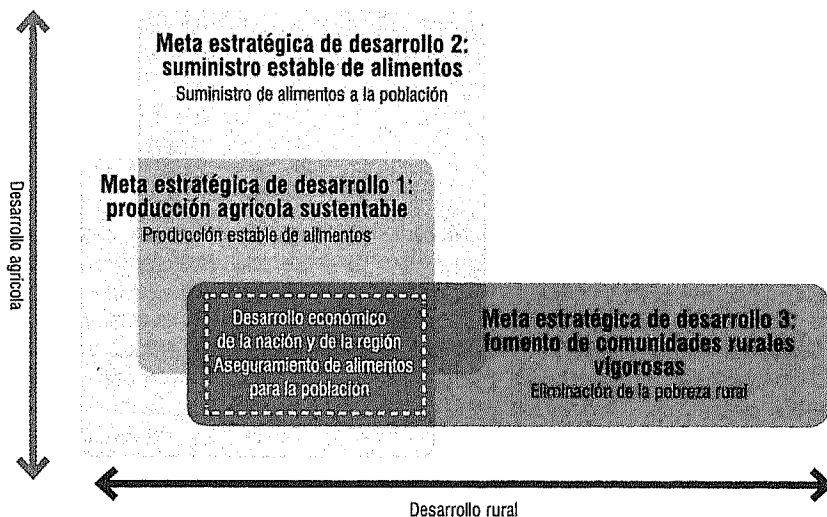 Meta estratégica de desarrollo 2:
suministro estable de alimentos
Suministro de alimentos a la población
Meta estratégica de desarrollo 1:
producción agrícola sustentable
Producción estable de alimentos
Desarrollo agrícola
Desarrollo económico
de la nación y de la región
Aseguramiento de alimentos
para la población
Meta estratégica de desarrollo 3:
fomento de comunidades rurales
vigorosas
Eliminación de la pobreza rural
Desarrollo rural